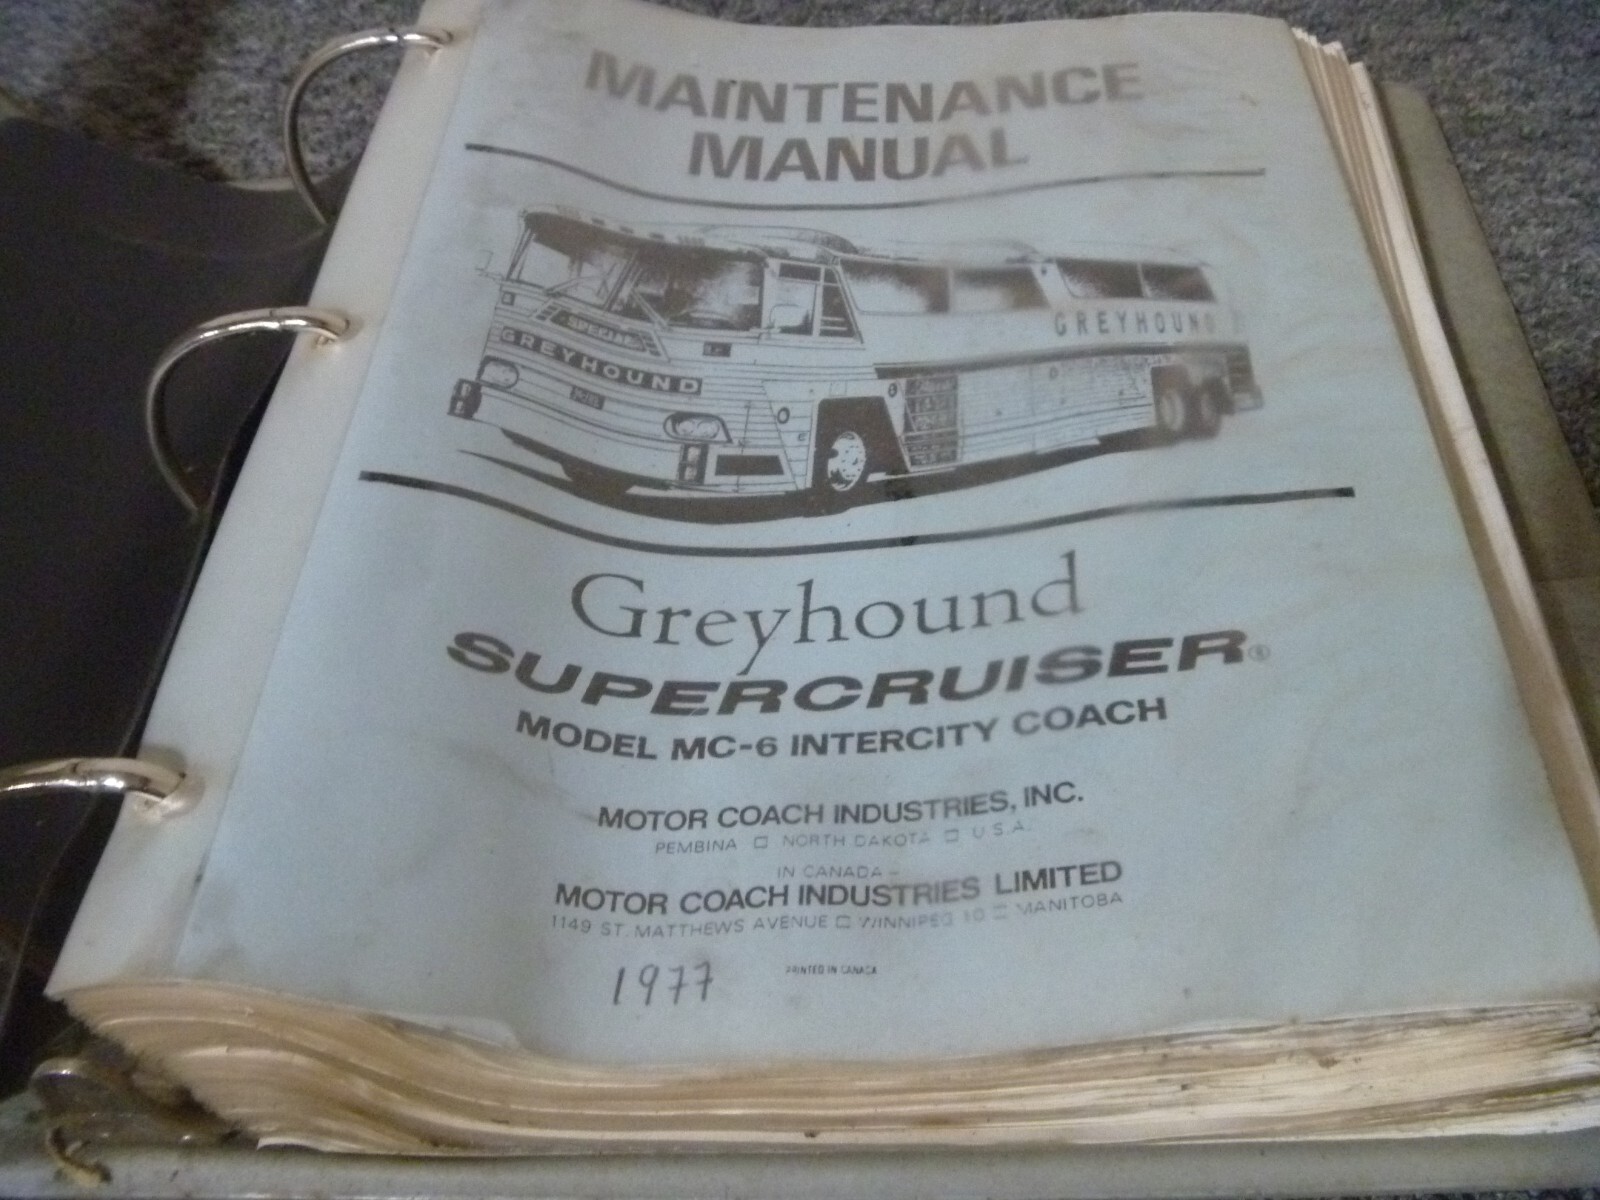 MAINTENANCE
MANUAL
GREYHOUND
SPECIAL
GREYHOUND
Greyhound
SUPERCRUISER®
MODEL MC-6 INTERCITY COACH
MOTOR COACH INDUSTRIES, INC.
PEMBINA □ NORTH DAKOTA □ U.S.A.
IN CANADA –
MOTOR COACH INDUSTRIES LIMITED
1149 ST. MATTHEWS AVENUE □ WINNIPEG 10 □ MANITOBA
PRINTED IN CANADA
1977